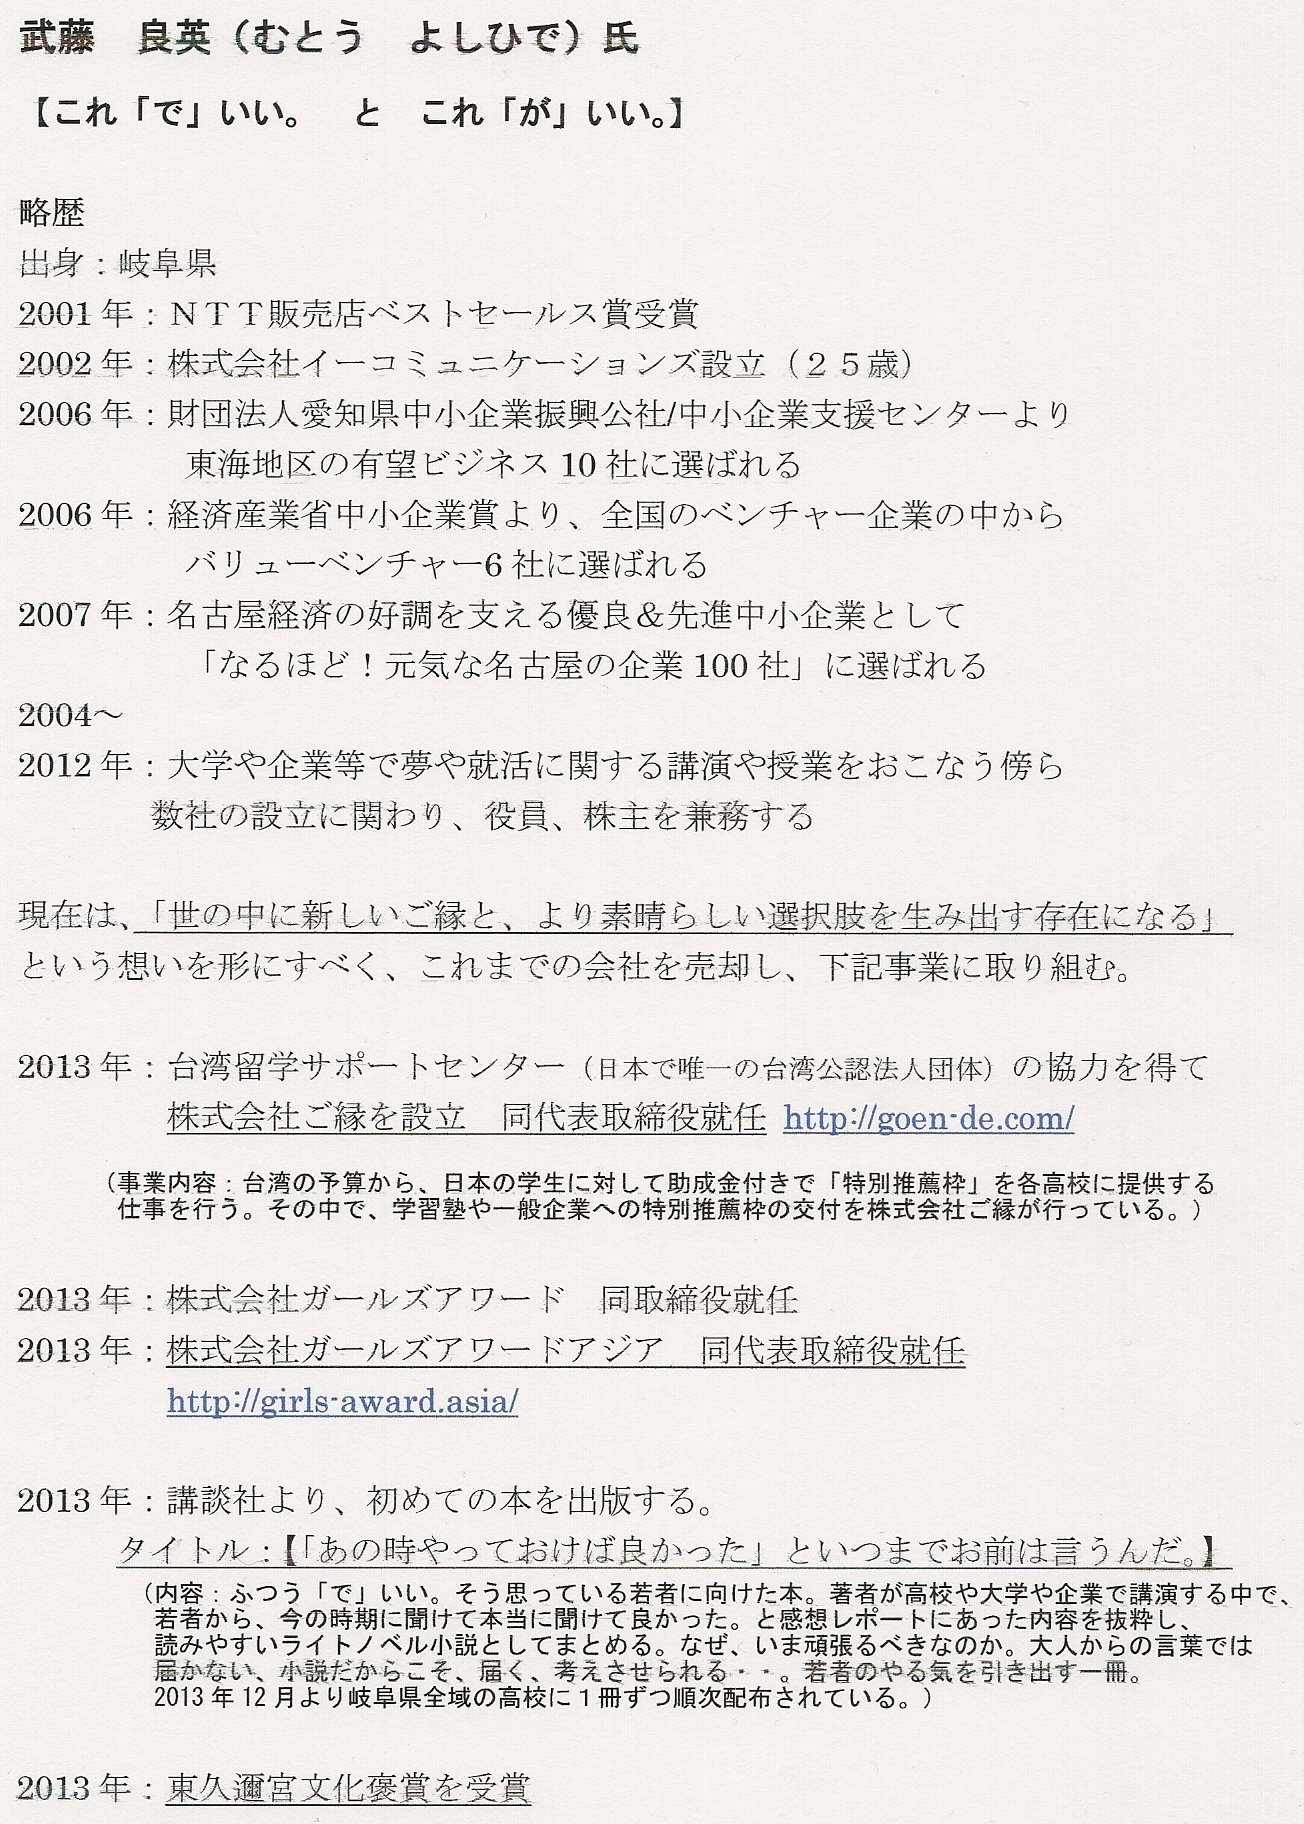 武藤　良英（むとう　よしひで）氏
【これ「で」いい。　と　これ「が」いい。】
略歴
出身：岐阜県
2001 年：ＮＴＴ販売店ベストセールス賞受賞
2002 年：株式会社イーコミュニケーションズ設立（２５歳）
2006 年：財団法人愛知県中小企業振興公社/中小企業支援センターより
東海地区の有望ビジネス 10 社に選ばれる
2006 年：経済産業省中小企業賞より、全国のベンチャー企業の中から
バリューベンチャー6 社に選ばれる
2007 年：名古屋経済の好調を支える優良＆先進中小企業として
「なるほど！元気な名古屋の企業 100 社」に選ばれる
2004～
2012 年：大学や企業等で夢や就活に関する講演や授業をおこなう傍ら
数社の設立に関わり、役員、株主を兼務する
現在は、「世の中に新しいご縁と、より素晴らしい選択肢を生み出す存在になる」
という想いを形にすべく、これまでの会社を売却し、下記事業に取り組む。
2013 年：台湾留学サポートセンター（日本で唯一の台湾公認法人団体）の協力を得て
株式会社ご縁を設立　同代表取締役就任 http://goen-de.com/
（事業内容：台湾の予算から、日本の学生に対して助成金付きで「特別推薦枠」を各高校に提供する
仕事を行う。その中で、学習塾や一般企業への特別推薦枠の交付を株式会社ご縁が行っている。）
2013 年：株式会社ガールズアワード　同取締役就任
2013 年：株式会社ガールズアワードアジア　同代表取締役就任
http://girls-award.asia/
2013 年：講談社より、初めての本を出版する。
タイトル：【「あの時やっておけば良かった」といつまでお前は言うんだ。】
（内容：ふつう「で」いい。そう思っている若者に向けた本。著者が高校や大学や企業で講演する中で、
若者から、今の時期に聞けて本当に聞けて良かった。と感想レポートにあった内容を抜粋し、
読みやすいライトノベル小説としてまとめる。なぜ、いま頑張るべきなのか。大人からの言葉では
届かない、小説だからこそ、届く、考えさせられる・・。若者のやる気を引き出す一冊。
2013 年 12 月より岐阜県全域の高校に 1 冊ずつ順次配布されている。）
2013 年：東久邇宮文化褒賞を受賞